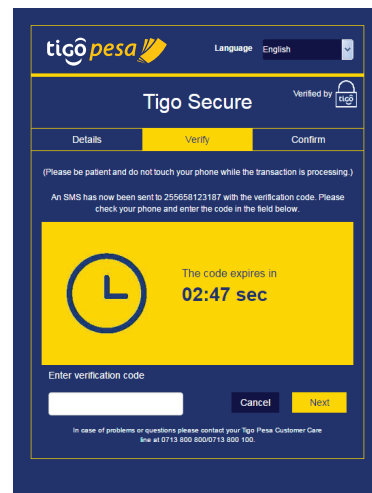 tigo pesa
Language English
Tigo Secure
Verified by
tigo
Details Verify Confirm
(Please be patient and do not touch your phone while the transaction is processing.)
An SMS has now been sent to 255658123187 with the verification code. Please
check your phone and enter the code in the field below.
The code expires in
02:47 sec
Enter verification code
Cancel Next
In case of problems or questions please contact your Tigo Pesa Customer Care
line at 0713 800 800/0713 800 100.